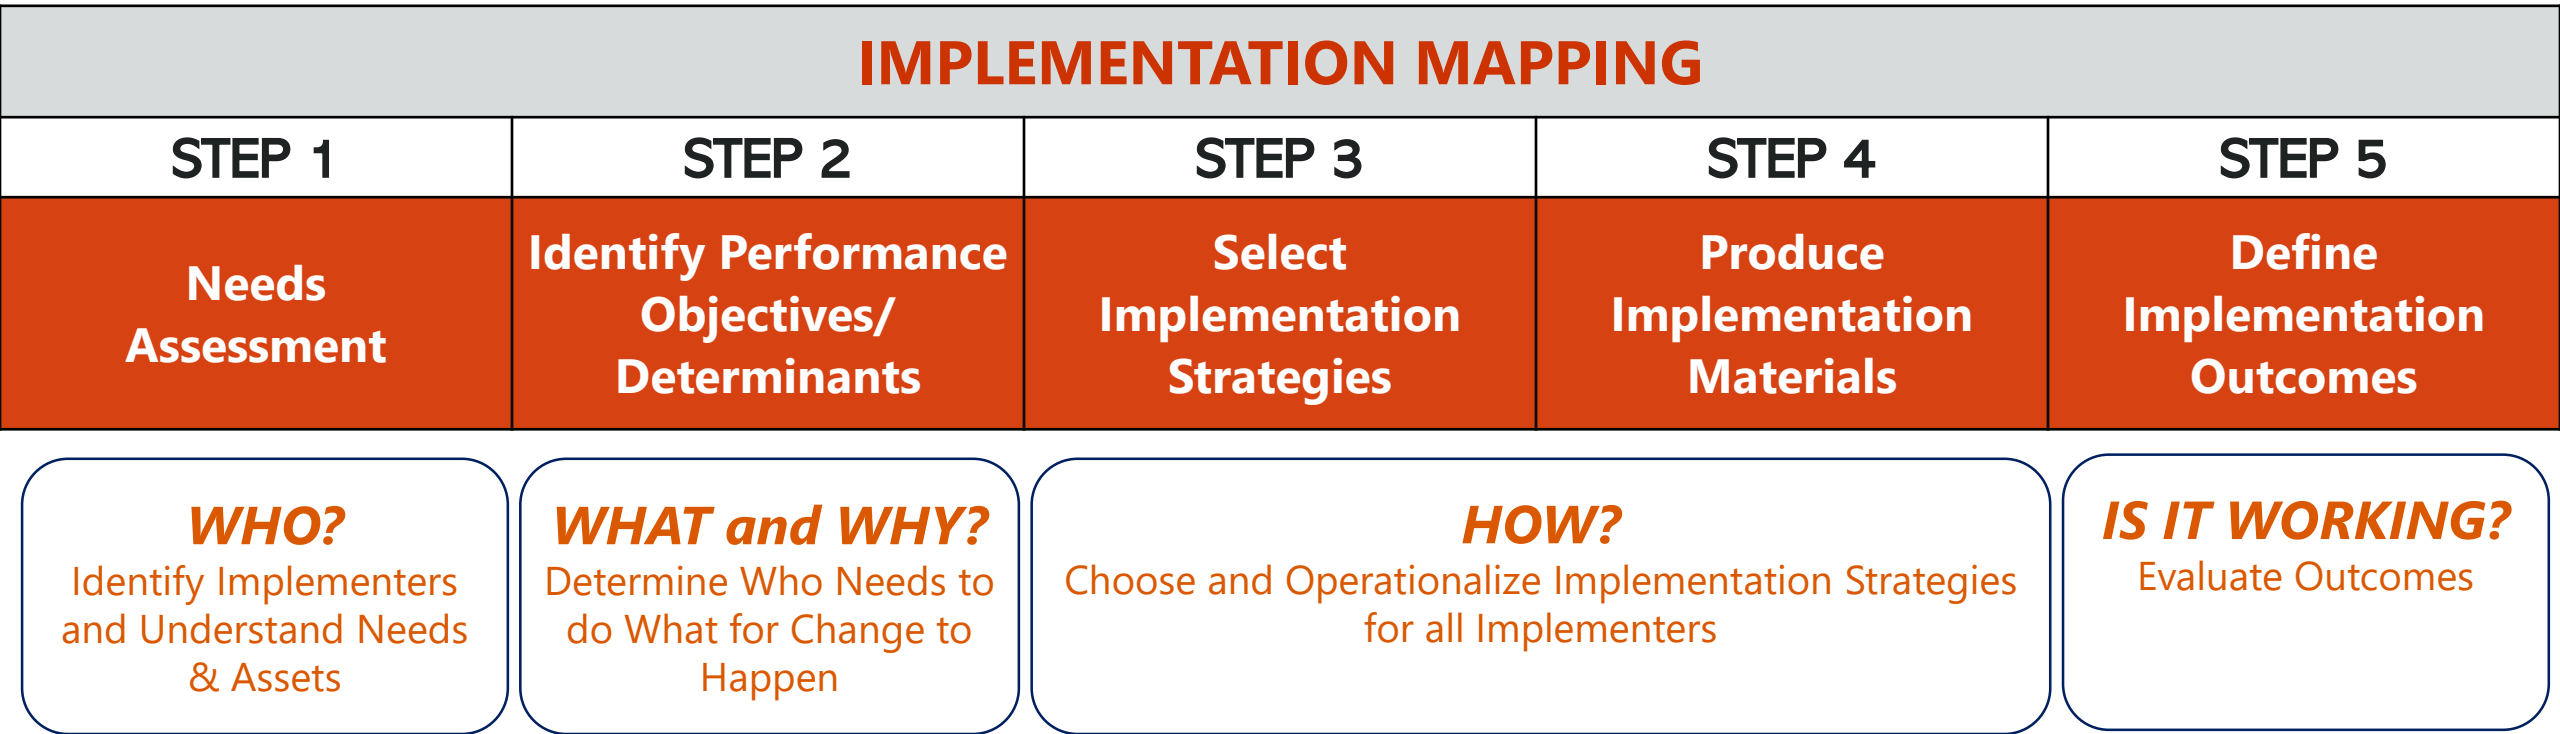 IMPLEMENTATION MAPPING
STEP 1
STEP 2
STEP 3
STEP 4
STEP 5
Needs
Assessment
Identify Performance
Objectives/
Determinants
Select
Implementation
Strategies
Produce
Implementation
Materials
Define
Implementation
Outcomes
WHO?
Identify Implementers
and Understand Needs
& Assets
WHAT and WHY?
Determine Who Needs to
do What for Change to
Happen
HOW?
Choose and Operationalize Implementation Strategies
for all Implementers
IS IT WORKING?
Evaluate Outcomes